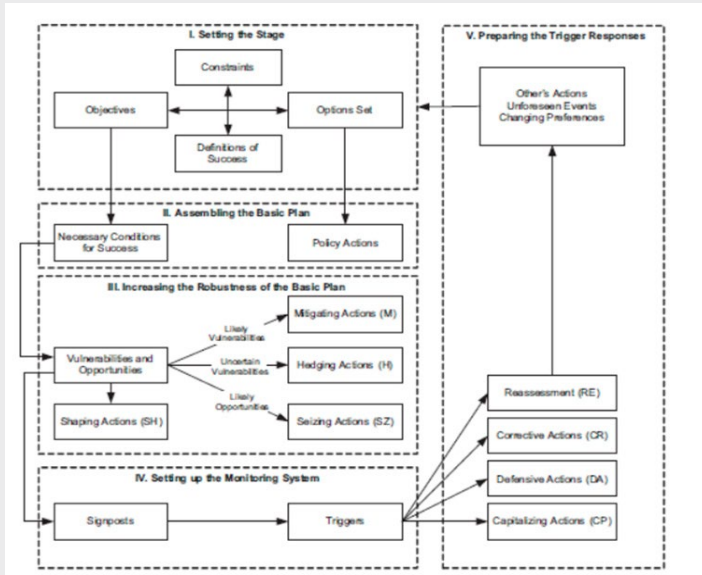 I. Setting the Stage
Constraints
Objectives
Options Set
Definitions of
Success
II. Assembling the Basic Plan
Necessary Conditions
for Success
Policy Actions
III. Increasing the Robustness of the Basic Plan
Mitigating Actions (M)
Likely
Vulnerabilities
Vulnerabilities and
Opportunities
Uncertain
Vulnerabilities
Hedging Actions (H)
Likely
Opportunities
Shaping Actions (SH)
Seizing Actions (SZ)
IV. Setting up the Monitoring System
Signposts
Triggers
V. Preparing the Trigger Responses
Other's Actions
Unforeseen Events
Changing Preferences
Reassessment (RE)
Corrective Actions (CR)
Defensive Actions (DA)
Capitalizing Actions (CP)